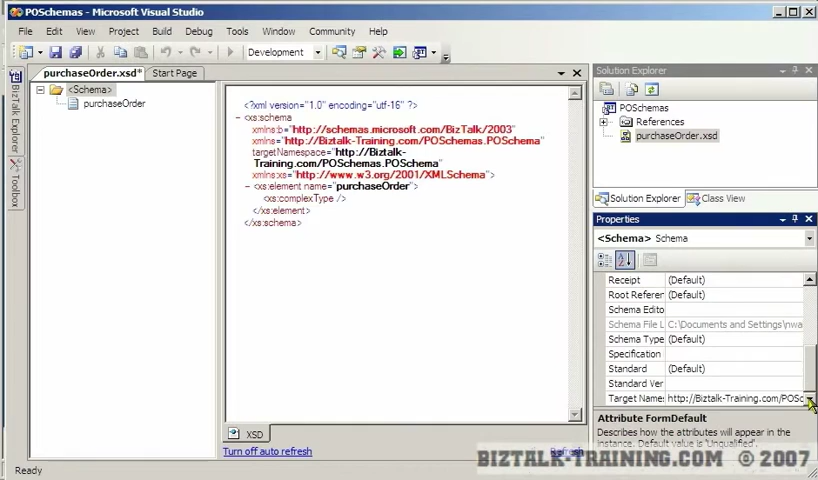 POSchemas - Microsoft Visual Studio
File Edit View Project Build Debug Tools Window Community Help
Development
purchaseOrder.xsd* Start Page
<Schema>
purchaseOrder
BizTalk Explorer
Toolbox
<?xml version="1.0" encoding="utf-16" ?>
- <xs:schema
xmlns:b="http://schemas.microsoft.com/BizTalk/2003"
xmlns="http://Biztalk-Training.com/POSchemas.POSchema"
targetNamespace="http://Biztalk-
Training.com/POSchemas.POSchema"
xmlns:xs="http://www.w3.org/2001/XMLSchema">
- <xs:element name="purchaseOrder">
<xs:complexType />
</xs:element>
</xs:schema>
XSD
Turn off auto refresh
Refresh
Solution Explorer
POSchemas
References
purchaseOrder.xsd
Solution Explorer Class View
Properties
<Schema> Schema
Receipt (Default)
Root Referen (Default)
Schema Edito
Schema File L C:\Documents and Settings\nwa
Schema Type (Default)
Specification
Standard (Default)
Standard Ver
Target Name: http://Biztalk-Training.com/POSc
Attribute FormDefault
Describes how the attributes will appear in the
instance. Default value is 'Unqualified'.
BIZTALK-TRAINING.COM © 2007
Ready